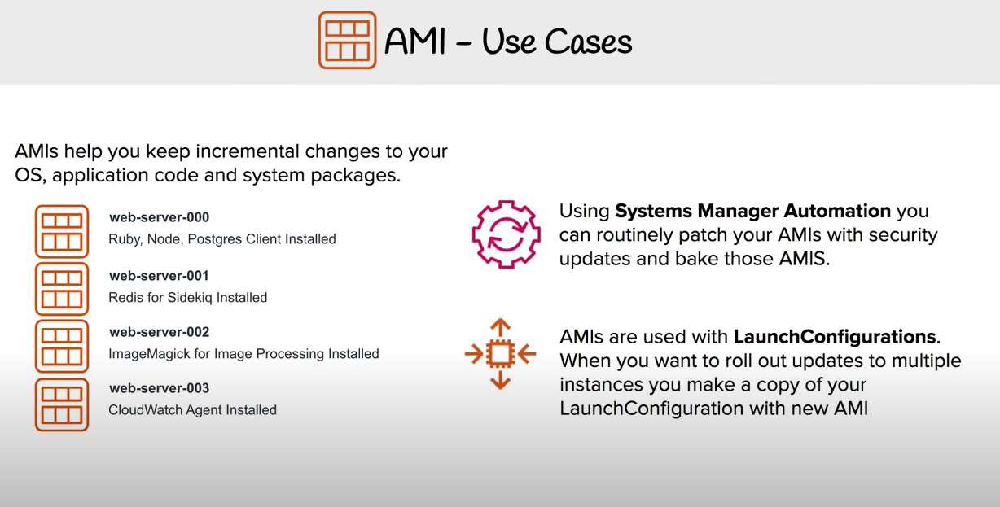 AMI – Use Cases
AMIs help you keep incremental changes to your
OS, application code and system packages.
web-server-000
Ruby, Node, Postgres Client Installed
web-server-001
Redis for Sidekiq Installed
web-server-002
ImageMagick for Image Processing Installed
web-server-003
CloudWatch Agent Installed
Using Systems Manager Automation you
can routinely patch your AMIs with security
updates and bake those AMIS.
AMIs are used with LaunchConfigurations.
When you want to roll out updates to multiple
instances you make a copy of your
LaunchConfiguration with new AMI